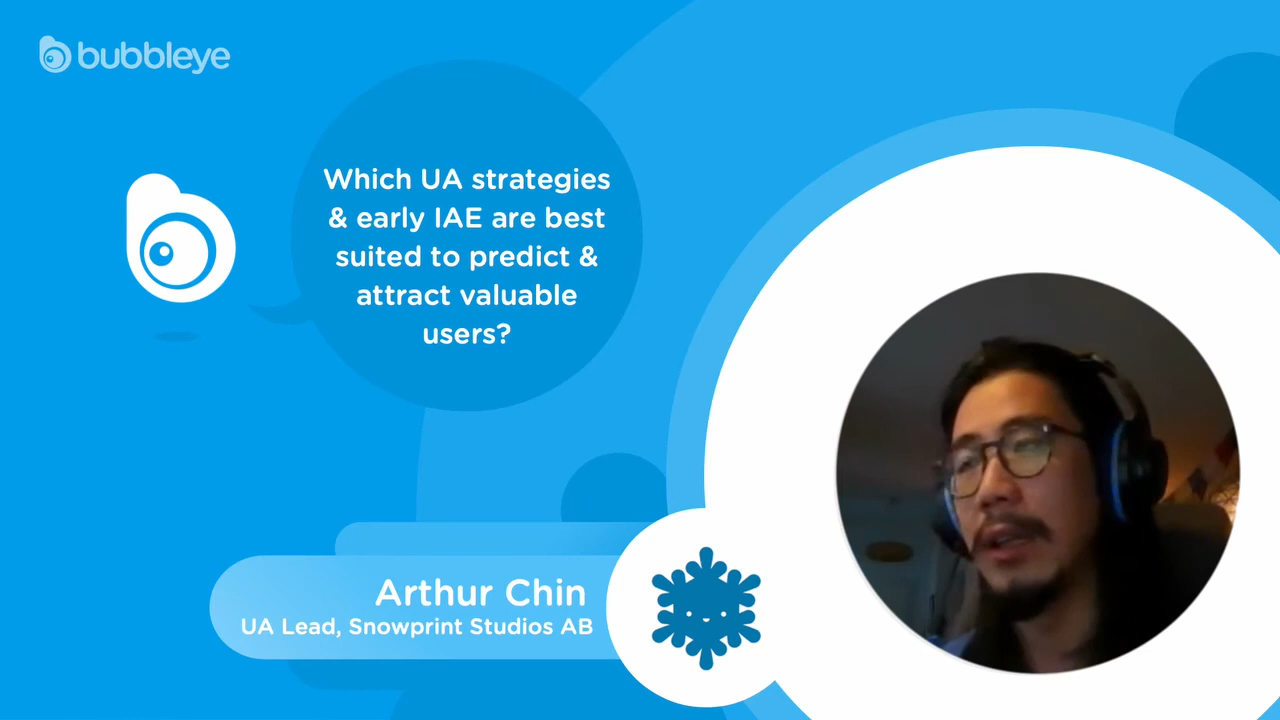 bubbleye
Which UA strategies
& early IAE are best
suited to predict &
attract valuable
users?
Arthur Chin
UA Lead, Snowprint Studios AB